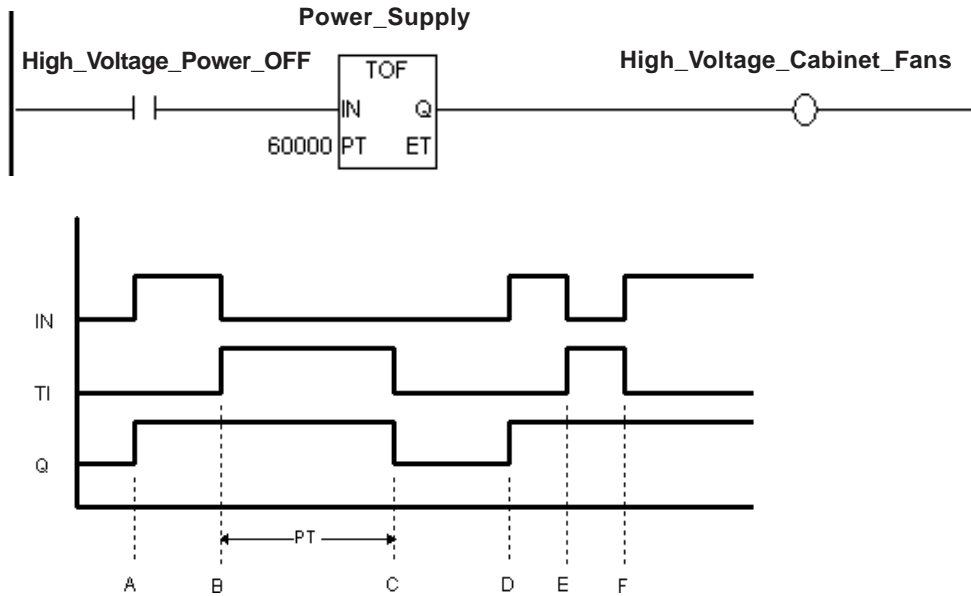 Power_Supply
High_Voltage_Power_OFF
High_Voltage_Cabinet_Fans
TOF
IN Q
60000 PT ET
IN
TI
Q
PT
A B C D E F